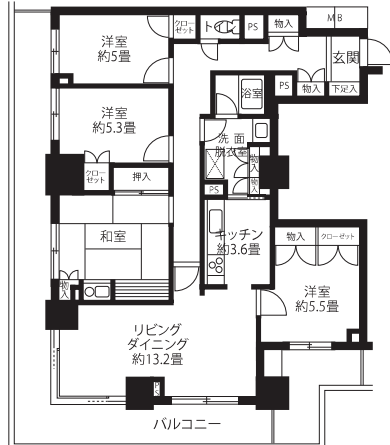 クロー
ゼット
ト
PS
物入
MB
洋室
約5畳
玄関
浴室
PS
物入
下足入
洋室
約5.3畳
洗面
脱衣室
クロー
ゼット
押入
物入
物入
PS
キッチン
約3.6畳
和室
物入
クローゼット
物入
洋室
約5.5畳
リビング
ダイニング
約13.2畳
バルコニー